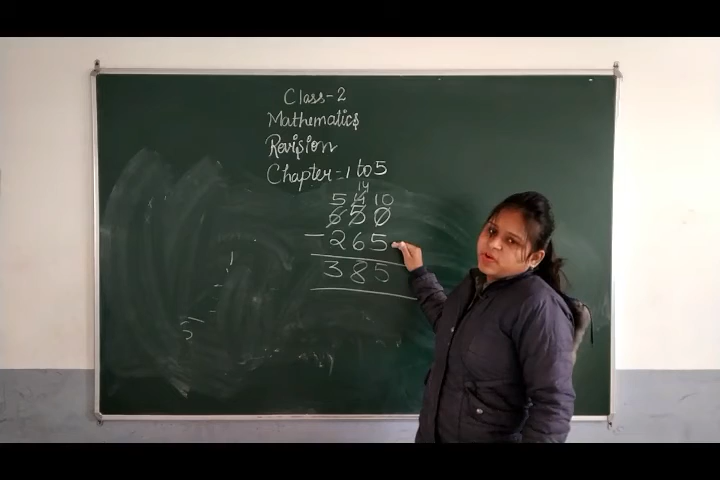 Class-2
Mathematics
Revision
Chapter=1 to 5
14
5 4 10
6 5 0
- 2 6 5
3 8 5